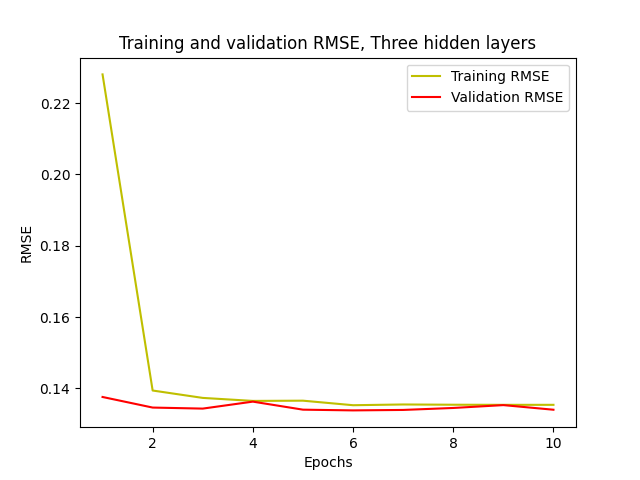 Training and validation RMSE, Three hidden layers
Training RMSE
Validation RMSE
0.22
0.20
0.18
0.16
0.14
RMSE
2 4 6 8 10
Epochs